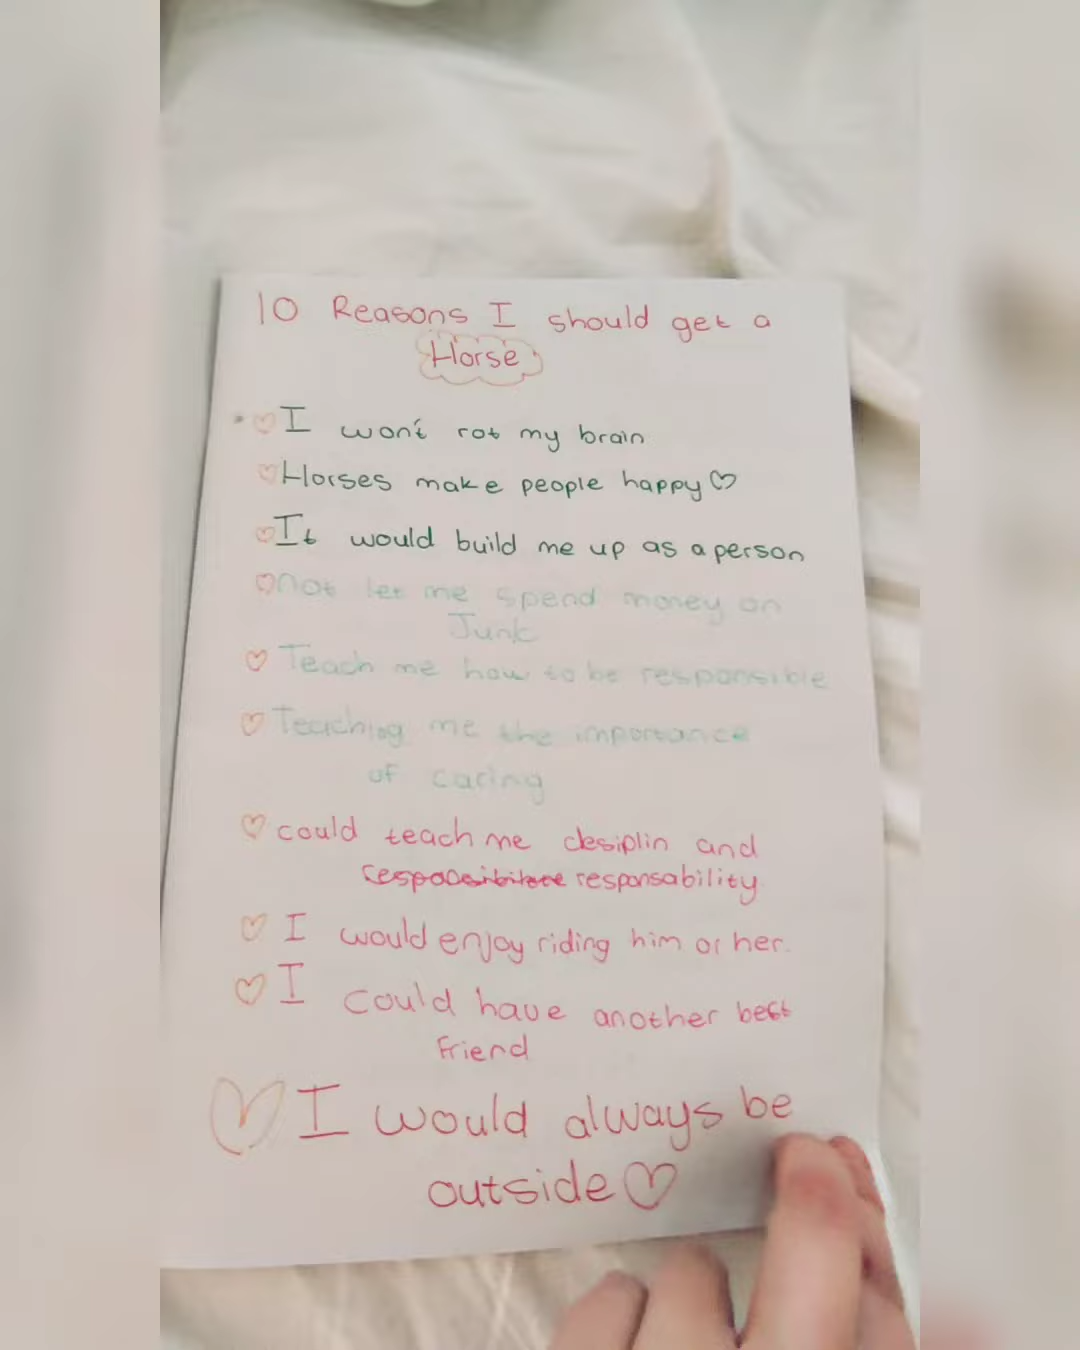 10 Reasons I should get a
Horse
I won't rot my brain
Horses make people happy
It would build me up as a person
not let me spend money on
Junk
Teach me how to be responsible
Teaching me the importance
of caring
could teach me desiplin and
responsability
I would enjoy riding him or her.
I could have another best
friend
I would always be
outside